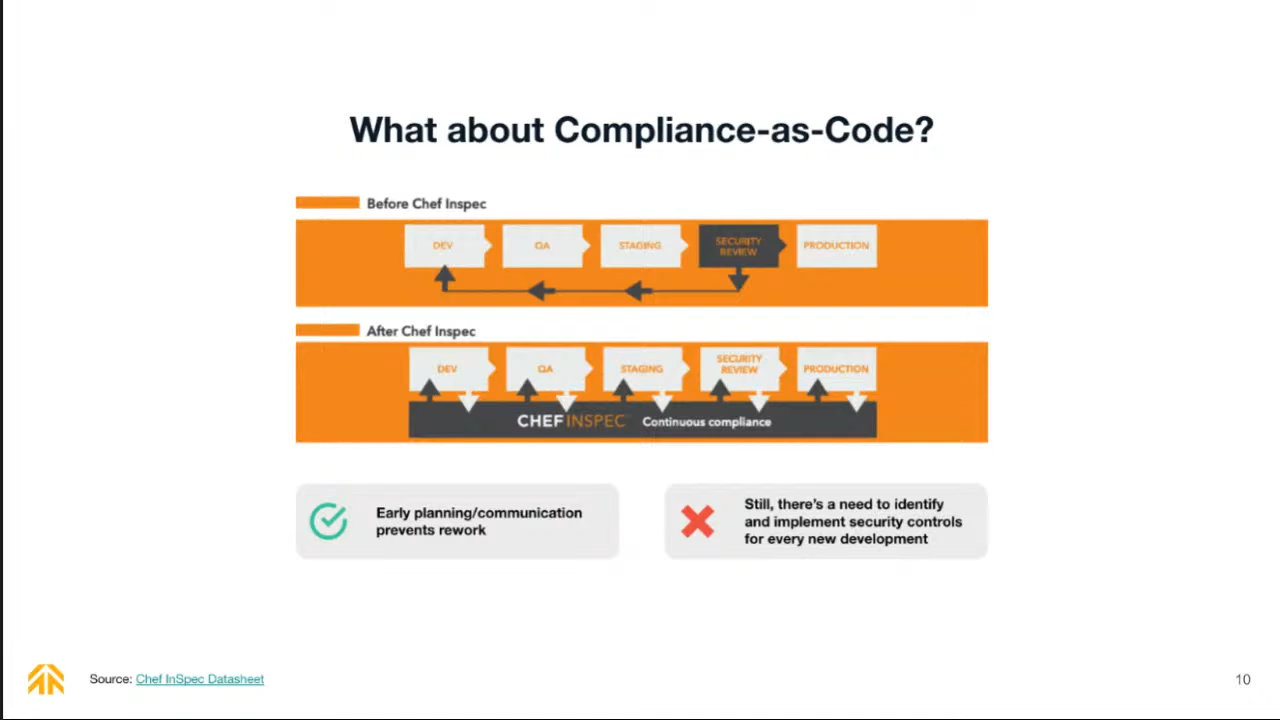 What about Compliance-as-Code?
Before Chef Inspec
DEV
QA
STAGING
SECURITY
REVIEW
PRODUCTION
After Chef Inspec
DEV
QA
STAGING
SECURITY
REVIEW
PRODUCTION
CHEF INSPEC™ Continuous compliance
Early planning/communication
prevents rework
Still, there's a need to identify
and implement security controls
for every new development
Source: Chef InSpec Datasheet
10